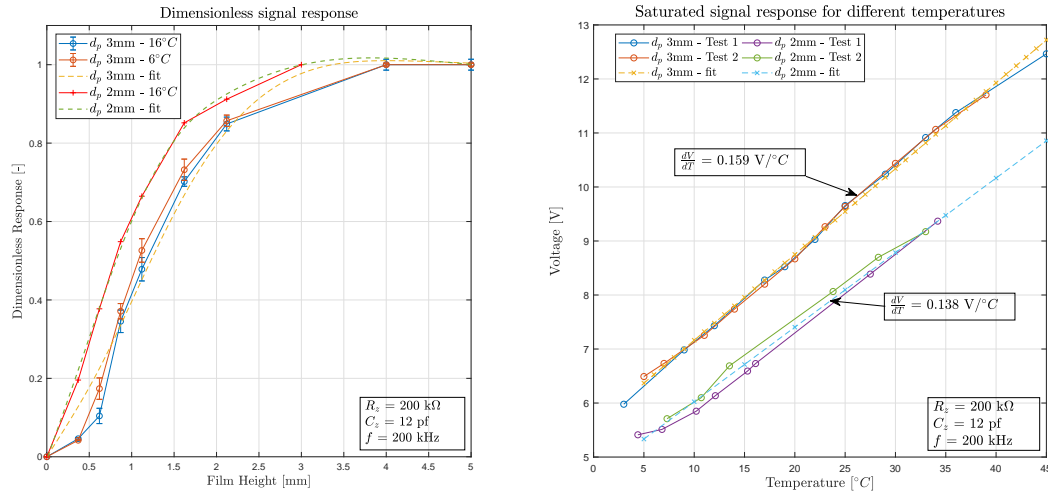 Dimensionless signal response
d_p 3mm - 16°C
d_p 3mm - 6°C
d_p 3mm - fit
d_p 2mm - 16°C
d_p 2mm - fit
1
0.8
0.6
0.4
0.2
0
Dimensionless Response [-]
R_z = 200 kΩ
C_z = 12 pf
f = 200 kHz
0 0.5 1 1.5 2 2.5 3 3.5 4 4.5 5
Film Height [mm]
Saturated signal response for different temperatures
d_p 3mm - Test 1 d_p 2mm - Test 1
d_p 3mm - Test 2 d_p 2mm - Test 2
d_p 3mm - fit d_p 2mm - fit
13
12
11
10
9
8
7
6
5
Voltage [V]
dV/dT = 0.159 V/°C
dV/dT = 0.138 V/°C
R_z = 200 kΩ
C_z = 12 pf
f = 200 kHz
0 5 10 15 20 25 30 35 40 45
Temperature [°C]